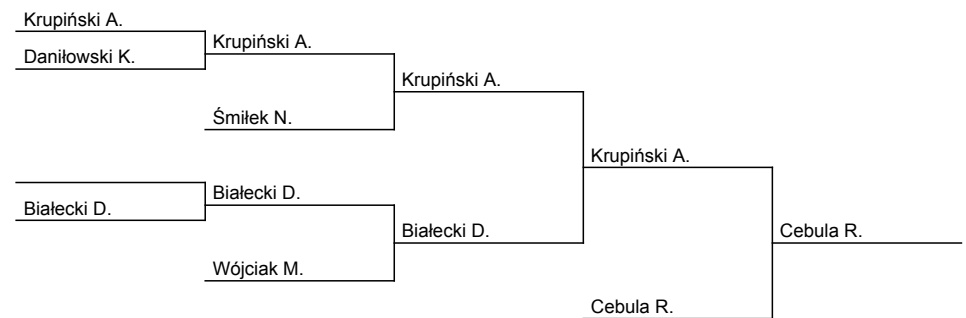 Krupiński A.
Daniłowski K.
Krupiński A.
Śmiłek N.
Krupiński A.
Białecki D.
Białecki D.
Wójciak M.
Białecki D.
Krupiński A.
Cebula R.
Cebula R.